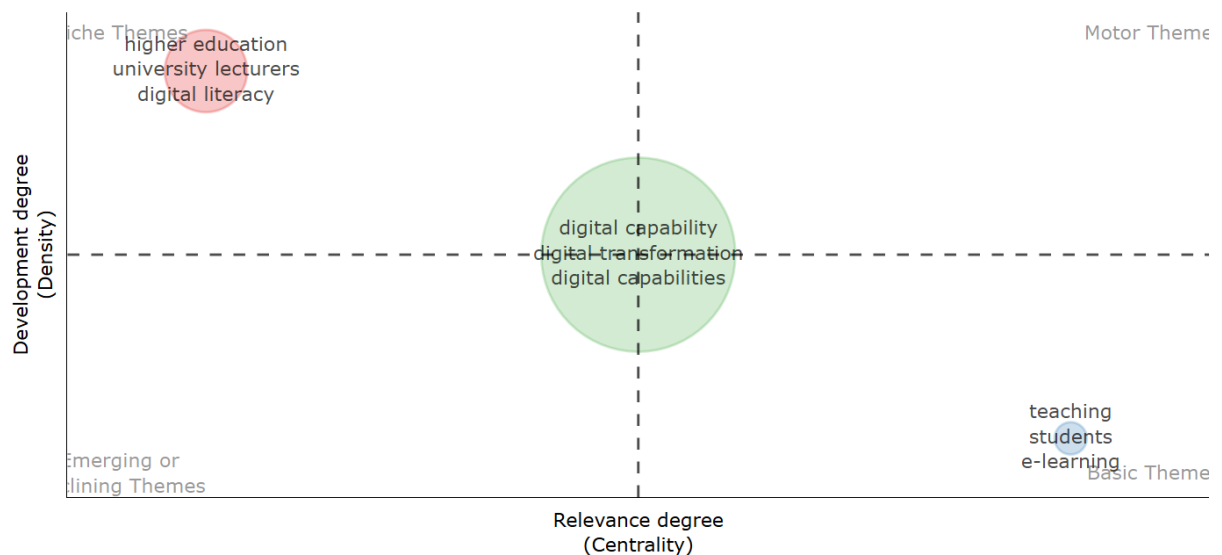 iche Themes
Motor Theme
higher education
university lecturers
digital literacy
digital capability
digital transformation
digital capabilities
Development degree
(Density)
teaching
students
e-learning
Emerging or
clining Themes
Basic Theme
Relevance degree
(Centrality)